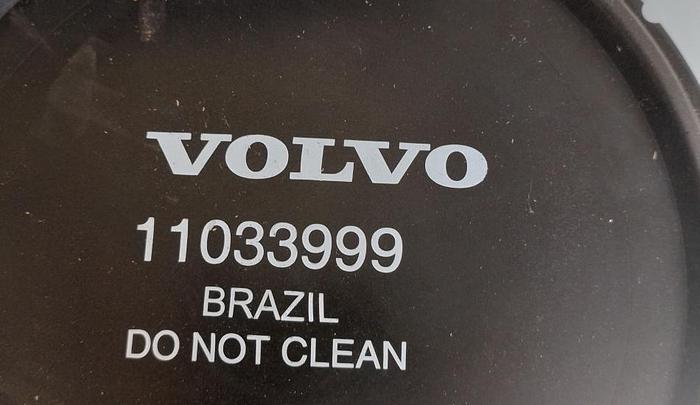 VOLVO
11033999
BRAZIL
DO NOT CLEAN